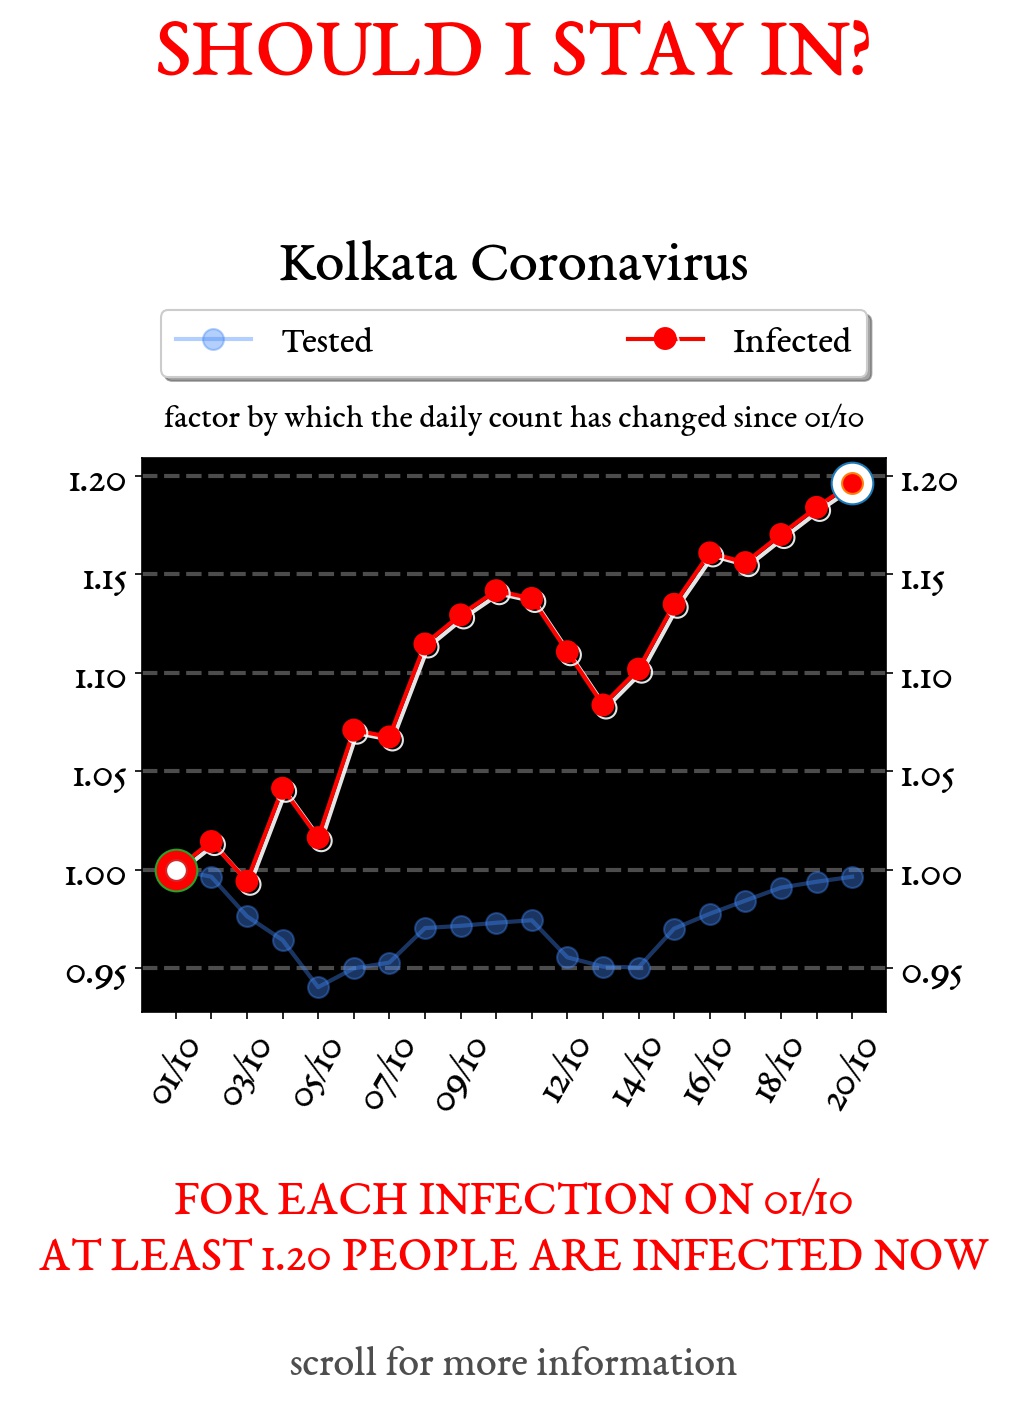 SHOULD I STAY IN?
Kolkata Coronavirus
Tested Infected
factor by which the daily count has changed since 01/10
1.20 1.20
1.15 1.15
1.10 1.10
1.05 1.05
1.00 1.00
0.95 0.95
01/10 03/10 05/10 07/10 09/10 12/10 14/10 16/10 18/10 20/10
FOR EACH INFECTION ON 01/10
AT LEAST 1.20 PEOPLE ARE INFECTED NOW
scroll for more information